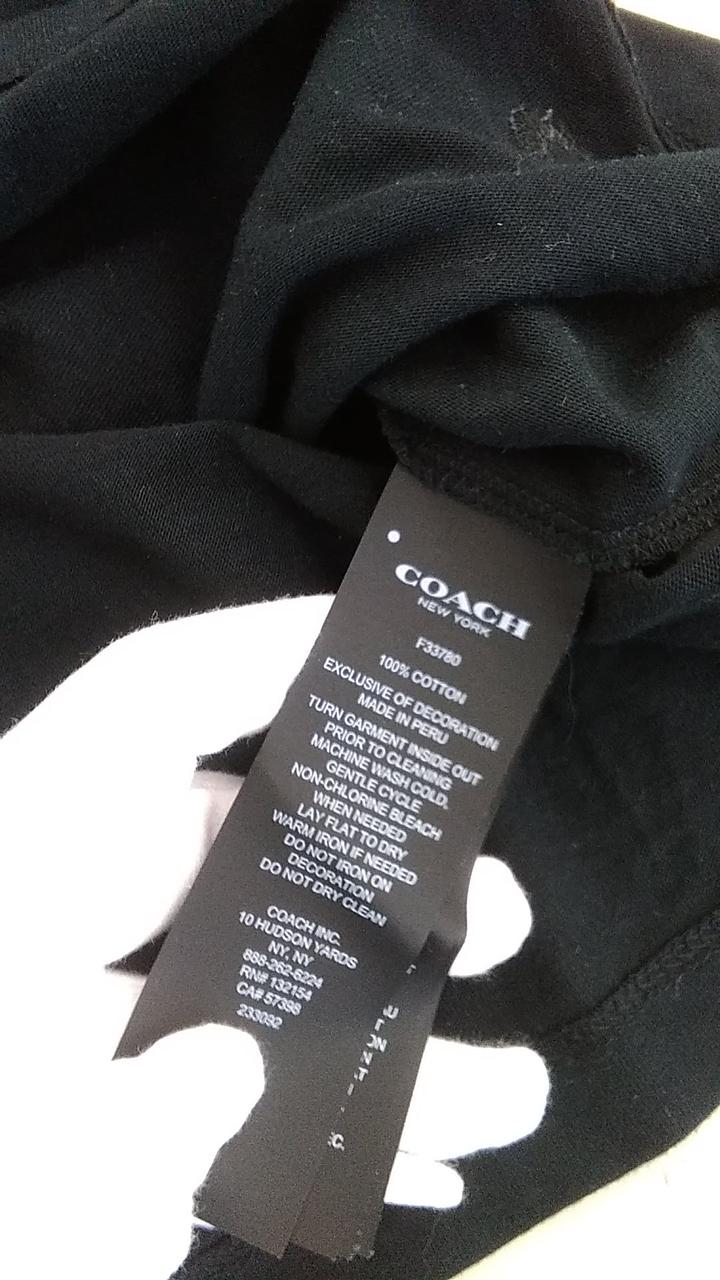 COACH
NEW YORK
F33780
100% COTTON
EXCLUSIVE OF DECORATION
MADE IN PERU
TURN GARMENT INSIDE OUT
PRIOR TO CLEANING
MACHINE WASH COLD,
GENTLE CYCLE
NON-CHLORINE BLEACH
WHEN NEEDED
LAY FLAT TO DRY
WARM IRON IF NEEDED
DO NOT IRON ON
DECORATION
DO NOT DRY CLEAN
COACH INC.
10 HUDSON YARDS
NY, NY
888-262-6224
RN# 132154
CA# 57398
233092